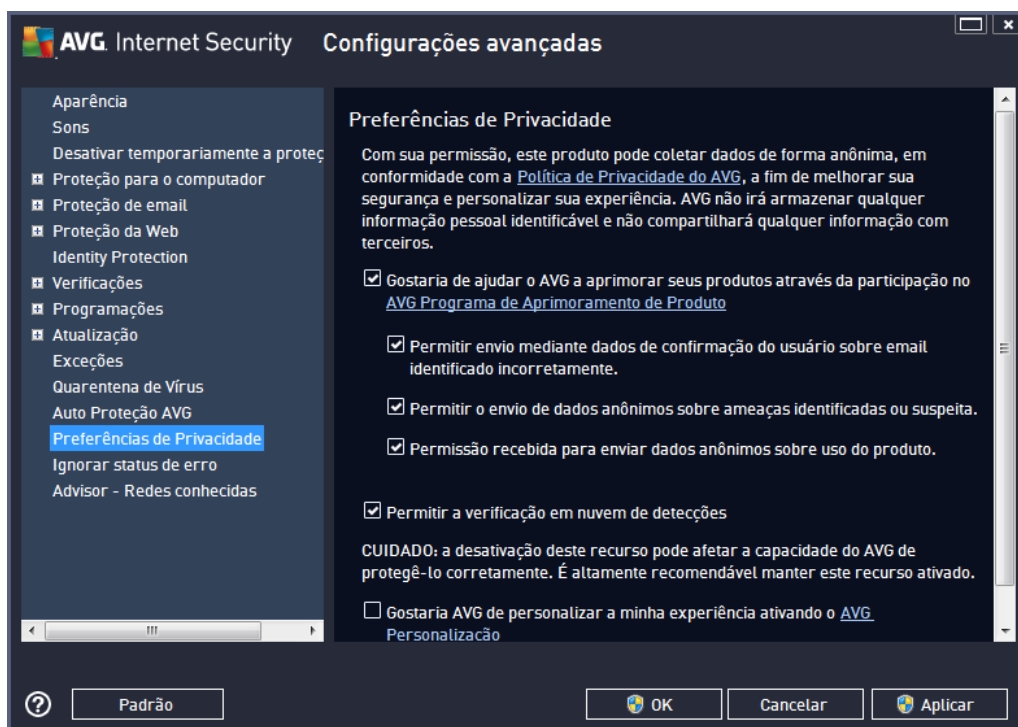 AVG. Internet Security Configurações avançadas
Aparência
Sons
Desativar temporariamente a proteç
Proteção para o computador
Proteção de email
Proteção da Web
Identity Protection
Verificações
Programações
Atualização
Exceções
Quarentena de Vírus
Auto Proteção AVG
Preferências de Privacidade
Ignorar status de erro
Advisor - Redes conhecidas
Preferências de Privacidade
Com sua permissão, este produto pode coletar dados de forma anônima, em
conformidade com a Política de Privacidade do AVG, a fim de melhorar sua
segurança e personalizar sua experiência. AVG não irá armazenar qualquer
informação pessoal identificável e não compartilhará qualquer informação com
terceiros.
Gostaria de ajudar o AVG a aprimorar seus produtos através da participação no
AVG Programa de Aprimoramento de Produto
Permitir envio mediante dados de confirmação do usuário sobre email
identificado incorretamente.
Permitir o envio de dados anônimos sobre ameaças identificadas ou suspeita.
Permissão recebida para enviar dados anônimos sobre uso do produto.
Permitir a verificação em nuvem de detecções
CUIDADO: a desativação deste recurso pode afetar a capacidade do AVG de
protegê-lo corretamente. É altamente recomendável manter este recurso ativado.
Gostaria AVG de personalizar a minha experiência ativando o AVG
Personalização
Padrão
OK
Cancelar
Aplicar